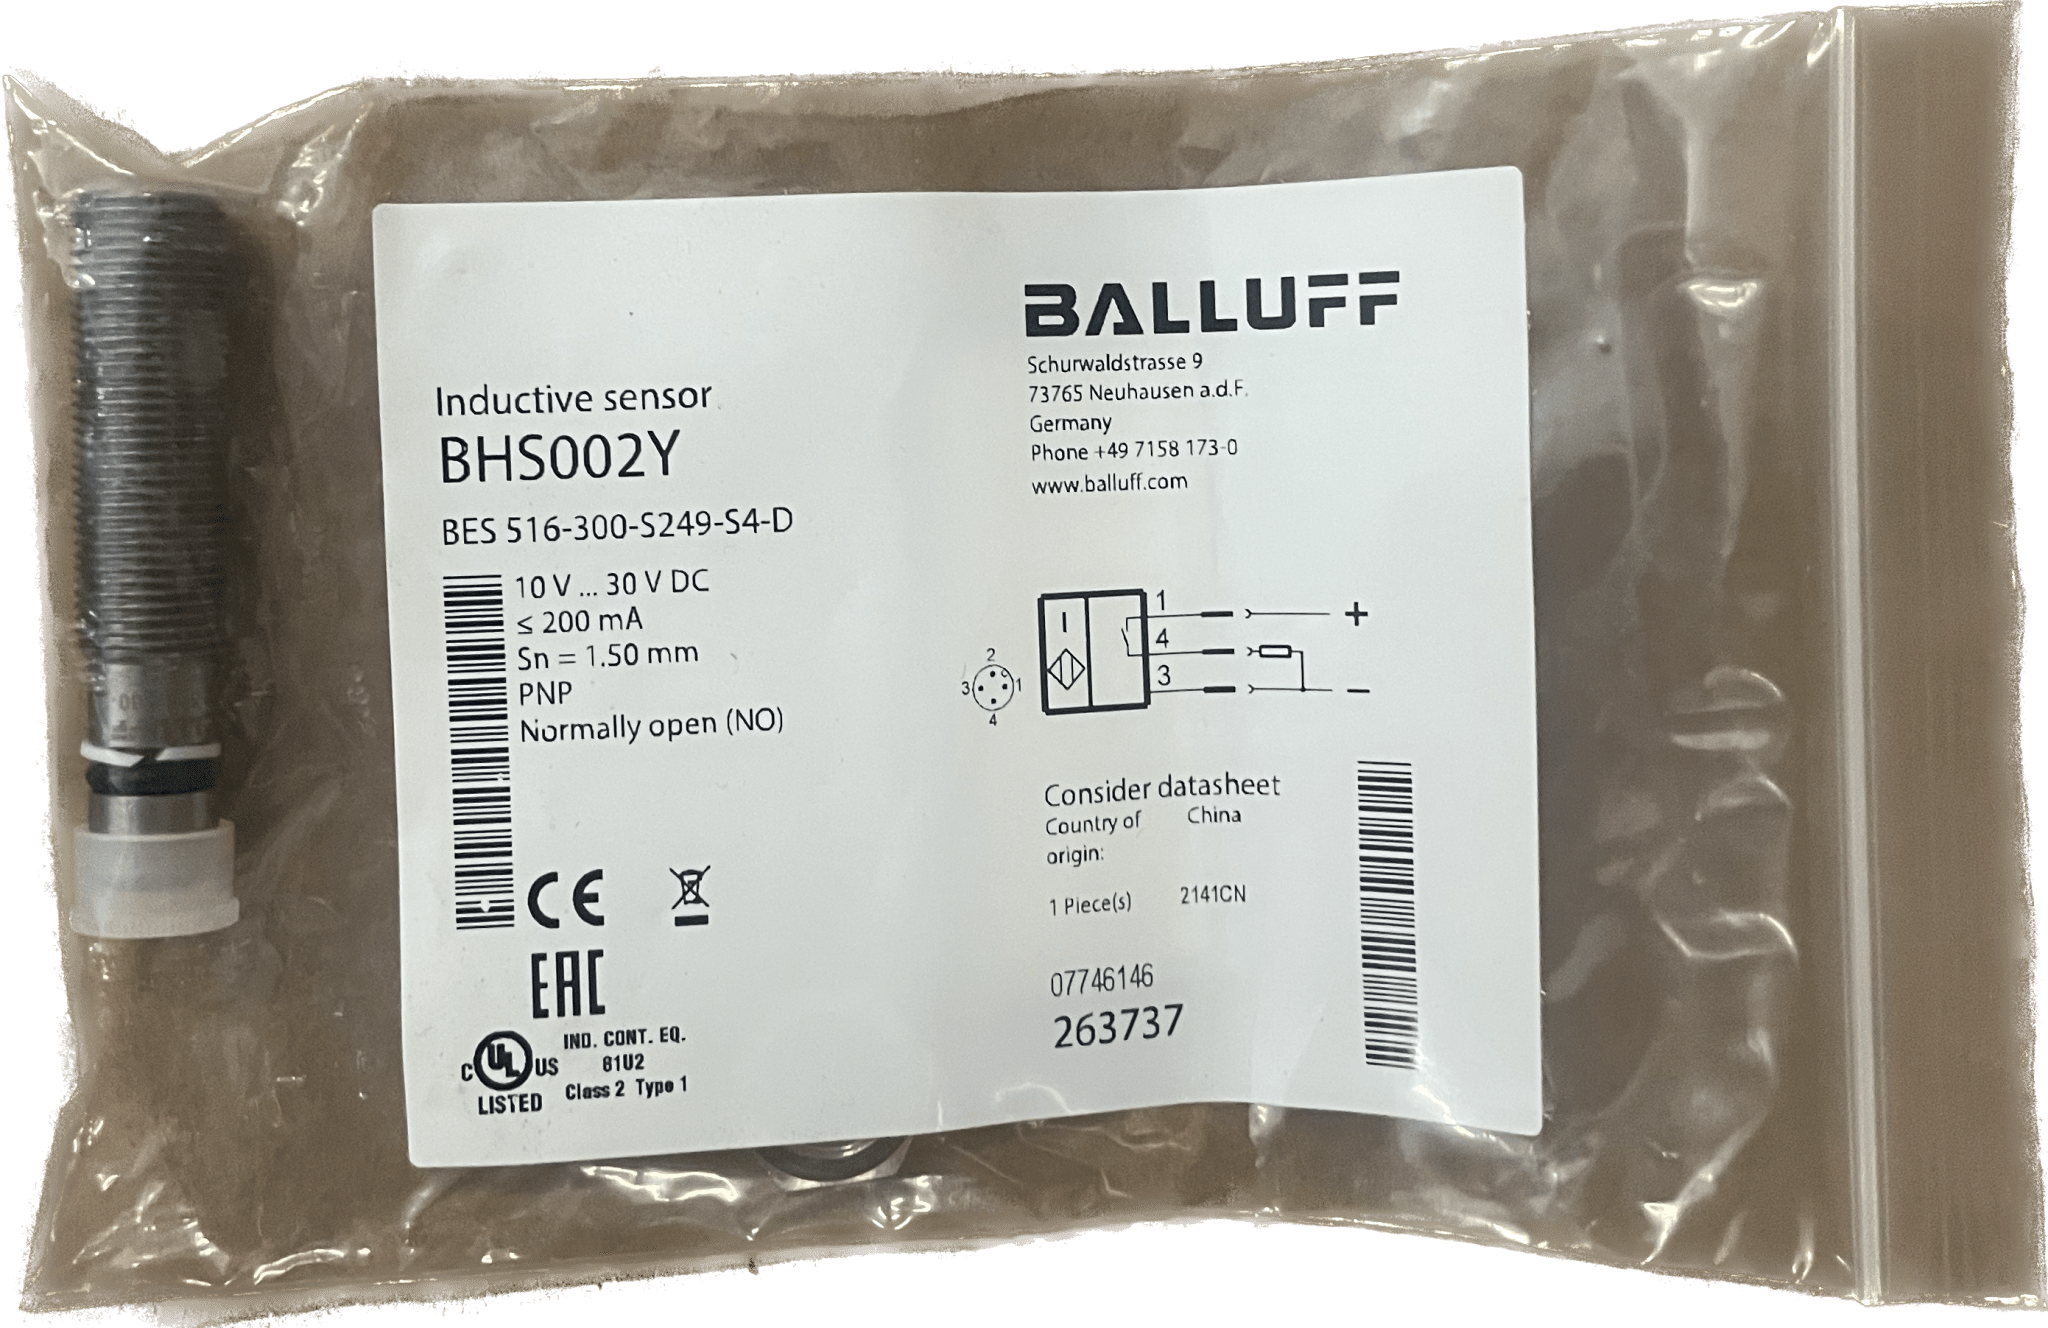 Inductive sensor
BHS002Y
BES 516-300-S249-S4-D
10 V ... 30 V DC
≤ 200 mA
Sn = 1.50 mm
PNP
Normally open (NO)
CE
EAC
C UL US
LISTED
IND. CONT. EQ.
81U2
Class 2 Type 1
BALLUFF
Schurwaldstrasse 9
73765 Neuhausen a.d.F.
Germany
Phone +49 7158 173-0
www.balluff.com
2
3 1
4
I
1 +
4
3 −
Consider datasheet
Country of China
origin:
1 Piece(s) 2141CN
07746146
263737